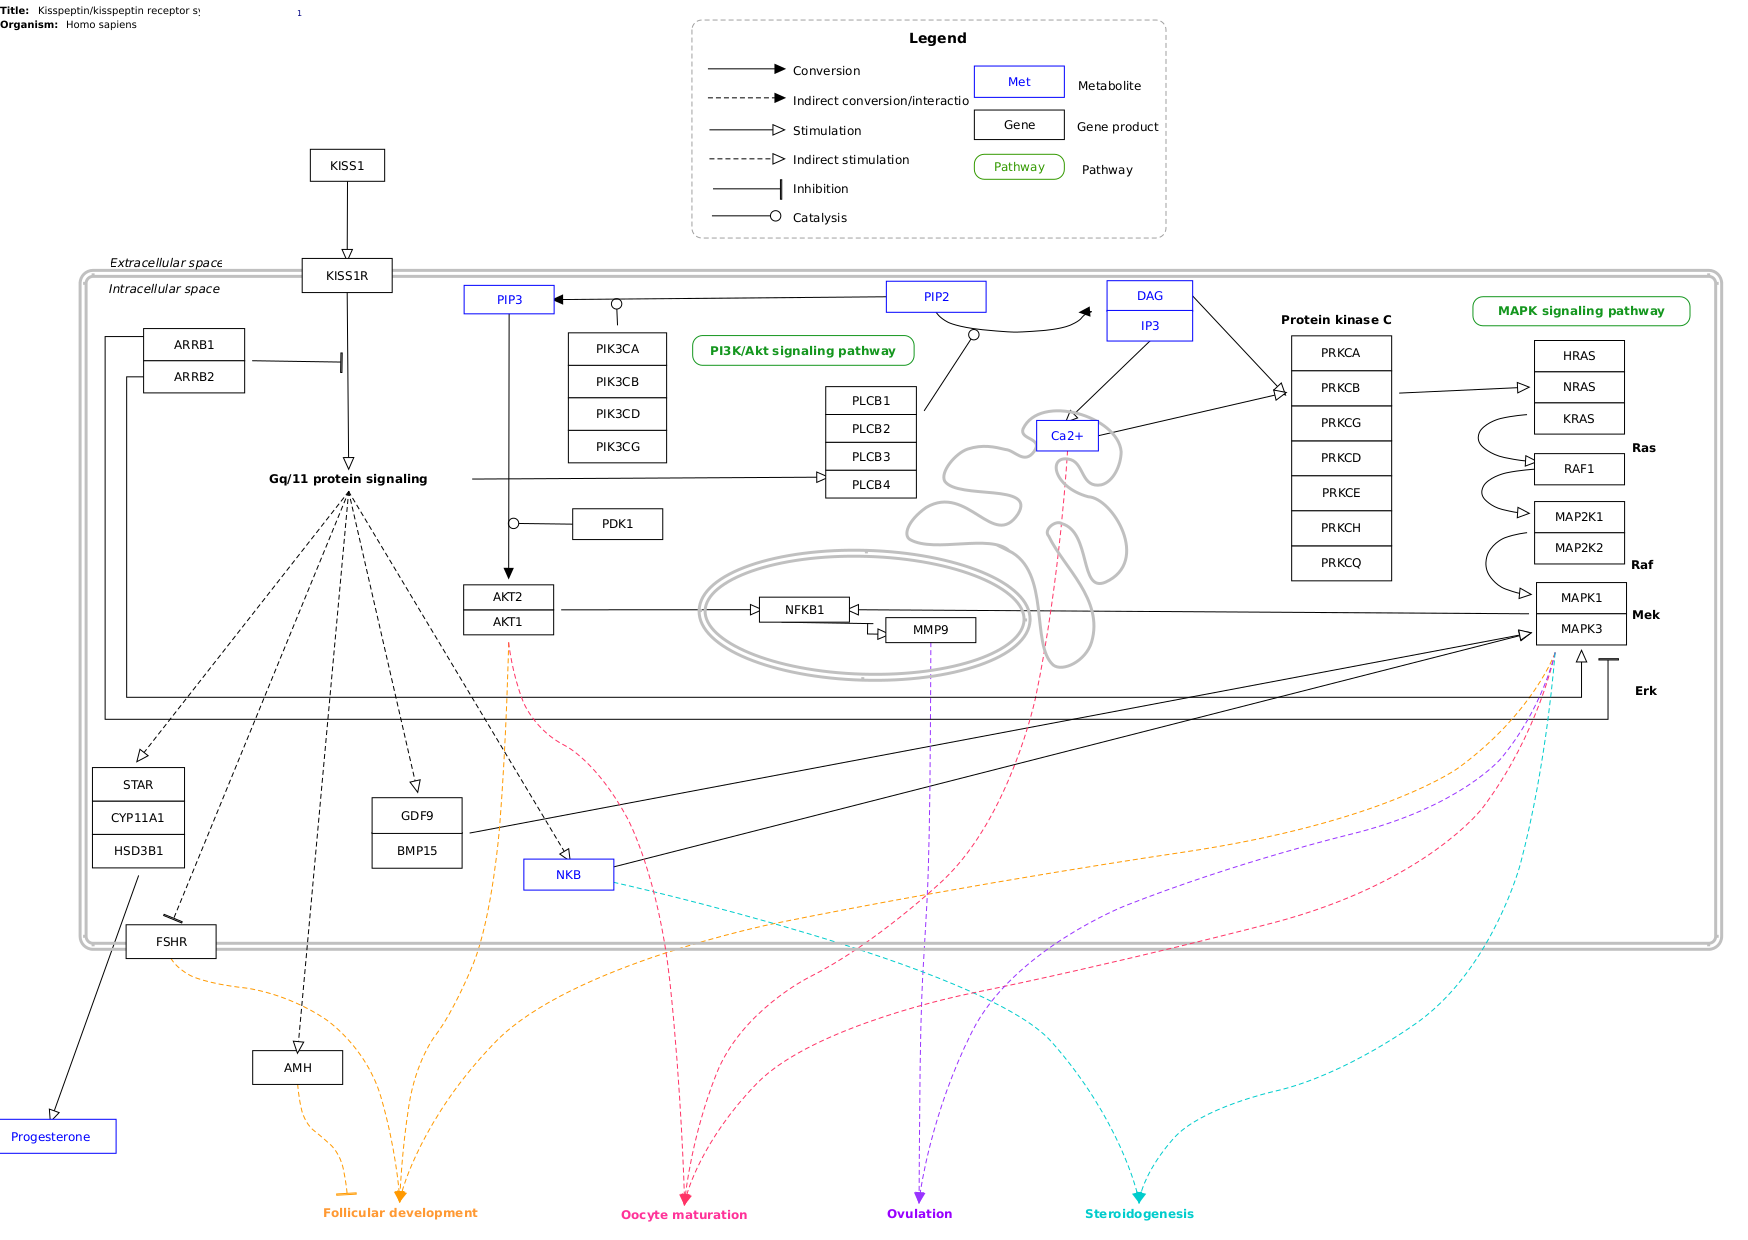 Title: Kisspeptin/kisspeptin receptor
1
Organism: Homo sapiens
Legend
Conversion
Indirect conversion/interactio
Stimulation
Indirect stimulation
Inhibition
Catalysis
Met
Metabolite
Gene
Gene product
Pathway
Pathway
KISS1
Extracellular space
KISS1R
Intracellular space
ARRB1
ARRB2
PIP3
PIP2
DAG
IP3
Protein kinase C
MAPK signaling pathway
PIK3CA
PIK3CB
PIK3CD
PIK3CG
PI3K/Akt signaling pathway
PLCB1
PLCB2
PLCB3
PLCB4
Ca2+
PRKCA
PRKCB
PRKCG
PRKCD
PRKCE
PRKCH
PRKCQ
HRAS
NRAS
KRAS
Ras
RAF1
MAP2K1
MAP2K2
Raf
MAPK1
MAPK3
Mek
Erk
Gq/11 protein signaling
PDK1
AKT2
AKT1
NFKB1
MMP9
STAR
CYP11A1
HSD3B1
GDF9
BMP15
NKB
FSHR
AMH
Progesterone
Follicular development
Oocyte maturation
Ovulation
Steroidogenesis